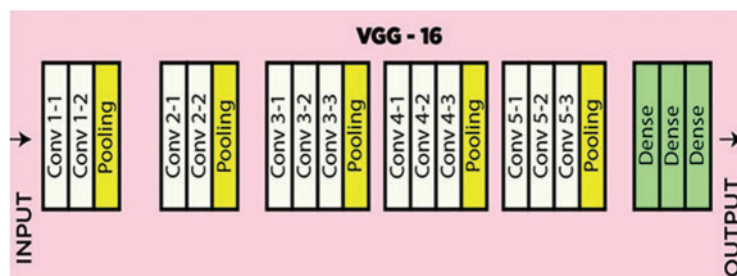 VGG - 16
INPUT
Conv 1-1
Conv 1-2
Pooling
Conv 2-1
Conv 2-2
Pooling
Conv 3-1
Conv 3-2
Conv 3-3
Pooling
Conv 4-1
Conv 4-2
Conv 4-3
Pooling
Conv 5-1
Conv 5-2
Conv 5-3
Pooling
Dense
Dense
Dense
OUTPUT